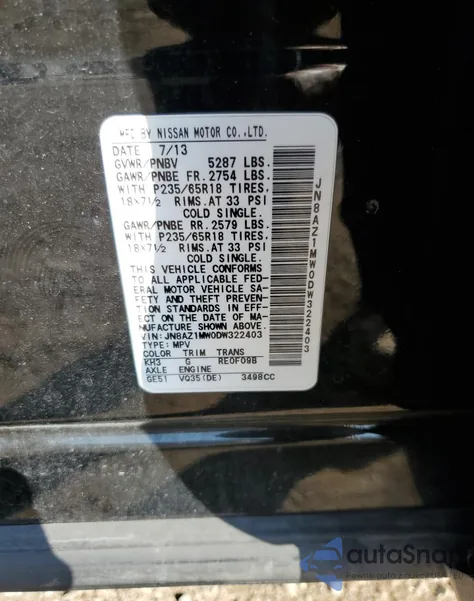 MFD BY NISSAN MOTOR CO.,LTD.
DATE 7/13
GVWR/PNBV 5287 LBS.
GAWR/PNBE FR. 2754 LBS.
WITH P235/65R18 TIRES.
18×7½ RIMS. AT 33 PSI
COLD SINGLE.
GAWR/PNBE RR. 2579 LBS.
WITH P235/65R18 TIRES.
18×7½ RIMS. AT 33 PSI
COLD SINGLE.
THIS VEHICLE CONFORMS
TO ALL APPLICABLE FED-
ERAL MOTOR VEHICLE SA-
FETY AND THEFT PREVEN-
TION STANDARDS IN EFF-
ECT ON THE DATE OF MA-
NUFACTURE SHOWN ABOVE.
VIN: JN8AZ1MW0DW322403
TYPE: MPV
COLOR TRIM TRANS
KH3 G RE0F09B
AXLE ENGINE
GE51 VQ35(DE) 3498CC
JN8AZ1MW0DW322403
autoSnap